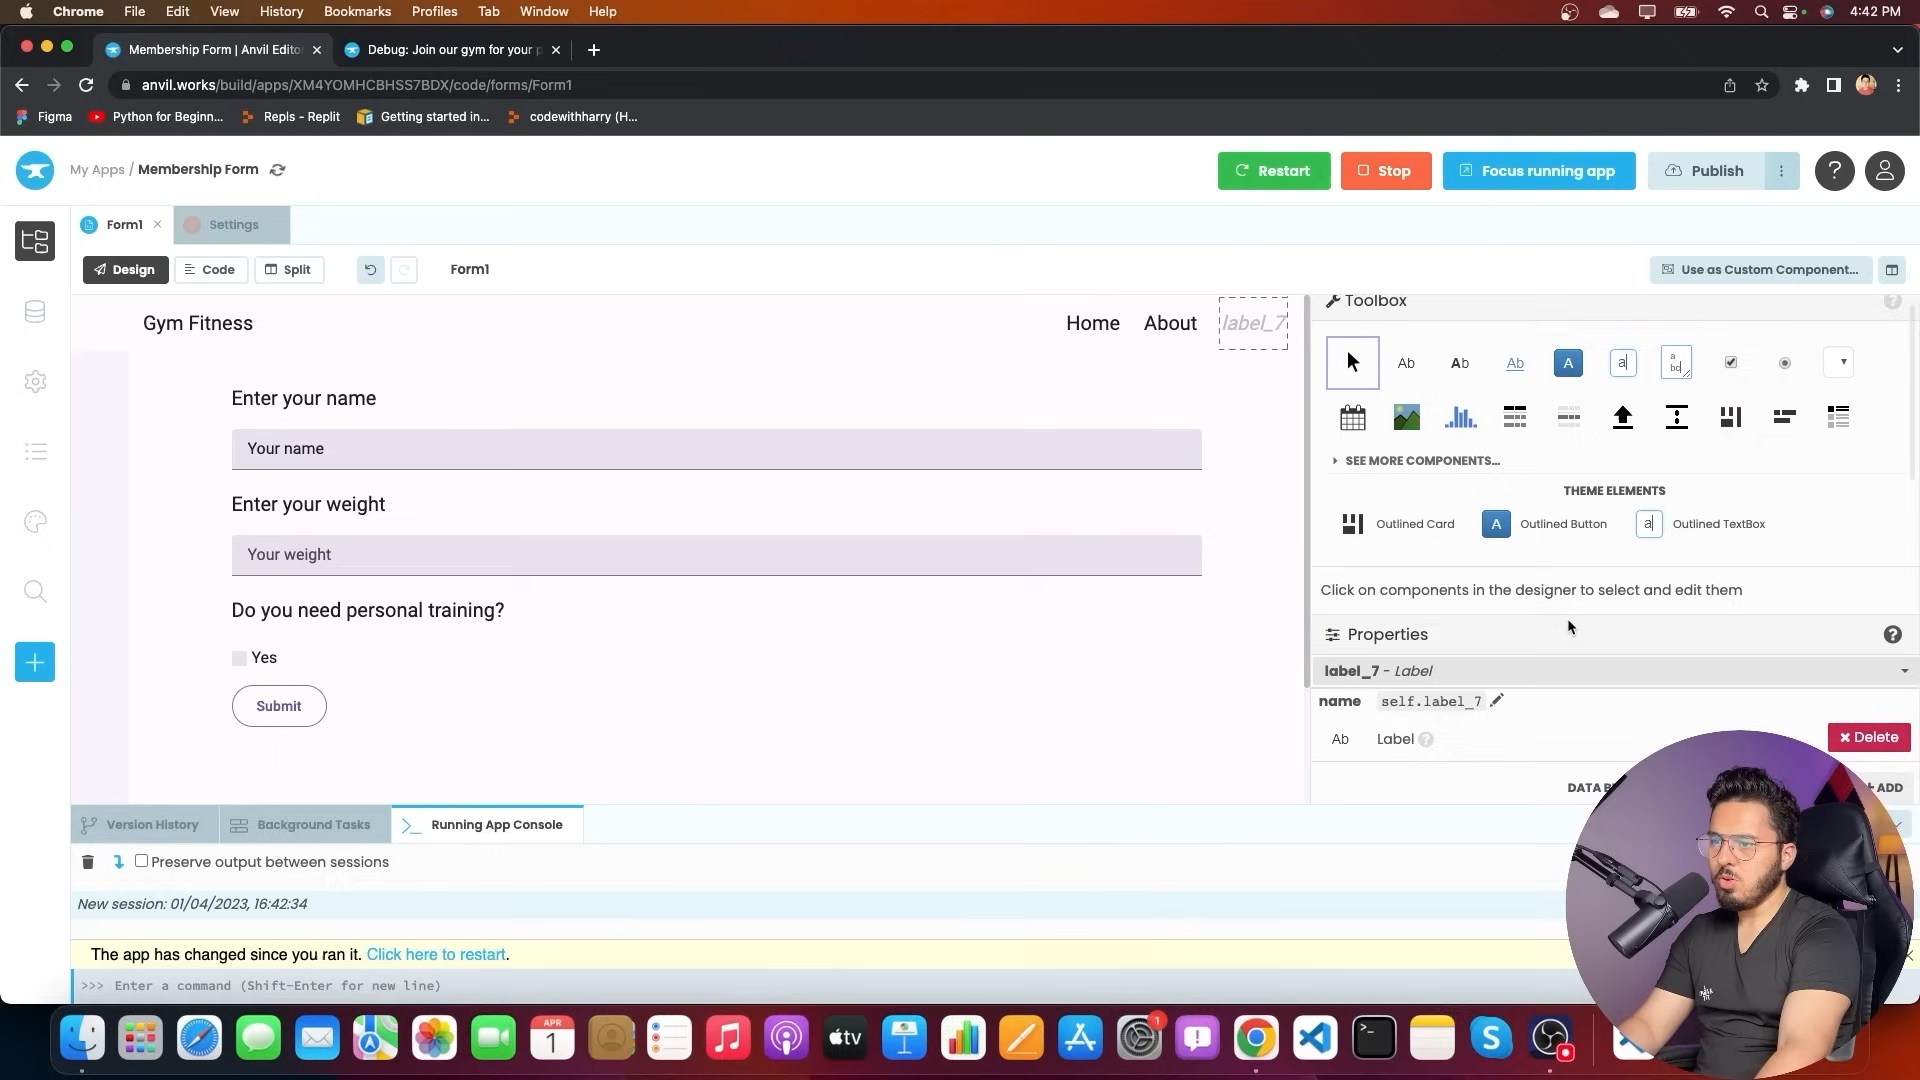 Chrome File Edit View History Bookmarks Profiles Tab Window Help 4:42 PM
Membership Form | Anvil Edito Debug: Join our gym for your p
anvil.works/build/apps/XM4YOMHCBHSS7BDX/code/forms/Form1
Figma Python for Beginn... Repls - Replit Getting started in... codewithharry (H...
My Apps / Membership Form Restart Stop Focus running app Publish ?
Form1 Settings
Design Code Split Form1 Use as Custom Component...
Toolbox ?
Gym Fitness Home About label_7
Ab Ab Ab A a
Enter your name
Your name
SEE MORE COMPONENTS...
THEME ELEMENTS
Enter your weight
A Outlined Card Outlined Button a Outlined TextBox
Your weight
Click on components in the designer to select and edit them
Do you need personal training?
Properties ?
Yes
label_7 - Label
name self.label_7
Submit
Ab Label ? Delete
DATA B ADD
Version History Background Tasks Running App Console
Preserve output between sessions
New session: 01/04/2023, 16:42:34
The app has changed since you ran it. Click here to restart.
>>> Enter a command (Shift-Enter for new line)
APR
1
tv
1